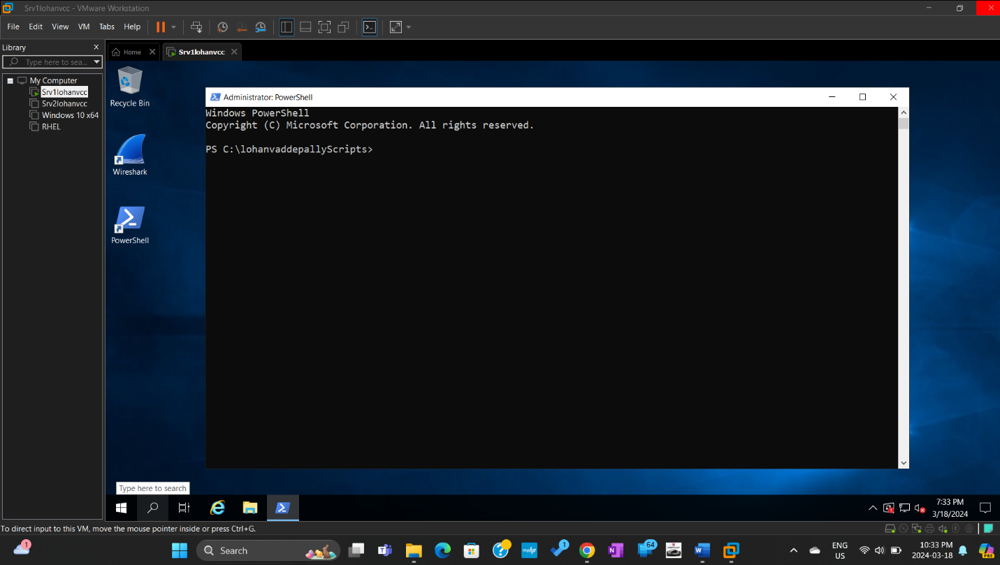 Srv1lohanvcc - VMware Workstation
File Edit View VM Tabs Help
Library
Type here to sea...
My Computer
Srv1lohanvcc
Srv2lohanvcc
Windows 10 x64
RHEL
Home
Srv1lohanvcc
Recycle Bin
Wireshark
PowerShell
Administrator: PowerShell
Windows PowerShell
Copyright (C) Microsoft Corporation. All rights reserved.
PS C:\lohanvaddepallyScripts>
Type here to search
7:33 PM
3/18/2024
To direct input to this VM, move the mouse pointer inside or press Ctrl+G.
1
Search
myhp
1
64
ENG
US
10:33 PM
2024-03-18
PRE